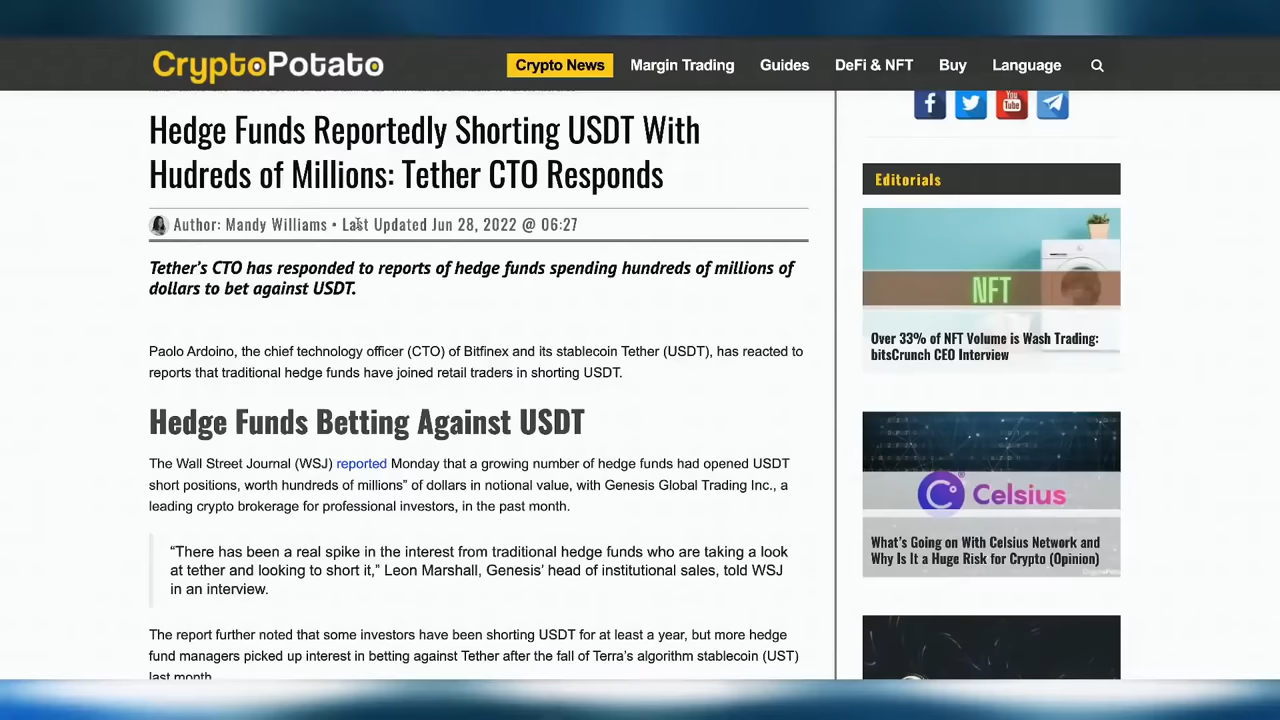 CryptoPotato
Crypto News
Margin Trading
Guides
DeFi & NFT
Buy
Language
Hedge Funds Reportedly Shorting USDT With
Hudreds of Millions: Tether CTO Responds
Author: Mandy Williams • Last Updated Jun 28, 2022 @ 06:27
Tether's CTO has responded to reports of hedge funds spending hundreds of millions of
dollars to bet against USDT.
Paolo Ardoino, the chief technology officer (CTO) of Bitfinex and its stablecoin Tether (USDT), has reacted to
reports that traditional hedge funds have joined retail traders in shorting USDT.
Hedge Funds Betting Against USDT
The Wall Street Journal (WSJ) reported Monday that a growing number of hedge funds had opened USDT
short positions, worth hundreds of millions” of dollars in notional value, with Genesis Global Trading Inc., a
leading crypto brokerage for professional investors, in the past month.
“There has been a real spike in the interest from traditional hedge funds who are taking a look
at tether and looking to short it,” Leon Marshall, Genesis’ head of institutional sales, told WSJ
in an interview.
The report further noted that some investors have been shorting USDT for at least a year, but more hedge
fund managers picked up interest in betting against Tether after the fall of Terra’s algorithm stablecoin (UST)
last month.
You
Tube
Editorials
NFT
Over 33% of NFT Volume is Wash Trading:
bitsCrunch CEO Interview
Celsius
What's Going on With Celsius Network and
Why Is it a Huge Risk for Crypto (Opinion)